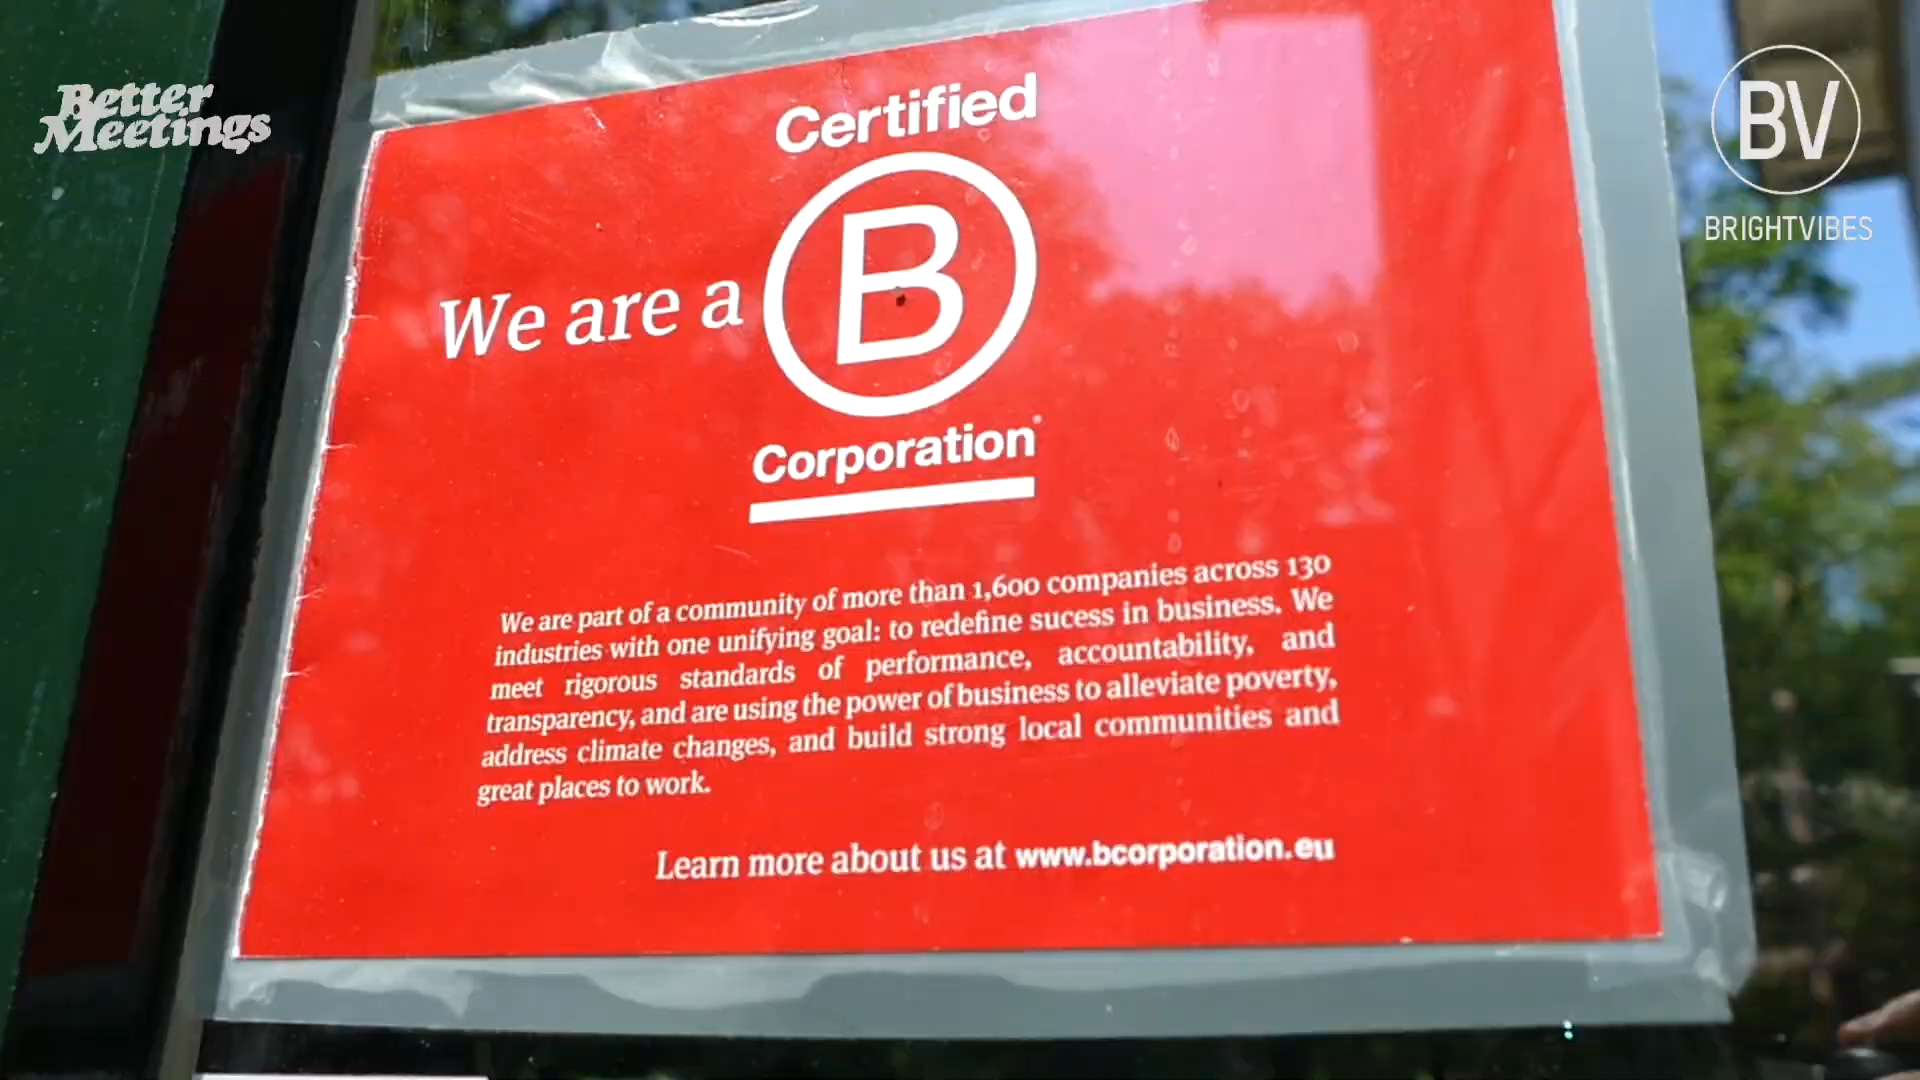 Better
Meetings
BV
BRIGHTVIBES
Certified
We are a B
Corporation
We are part of a community of more than 1,600 companies across 130
industries with one unifying goal: to redefine sucess in business. We
meet rigorous standards of performance, accountability, and
transparency, and are using the power of business to alleviate poverty,
address climate changes, and build strong local communities and
great places to work.
Learn more about us at www.bcorporation.eu